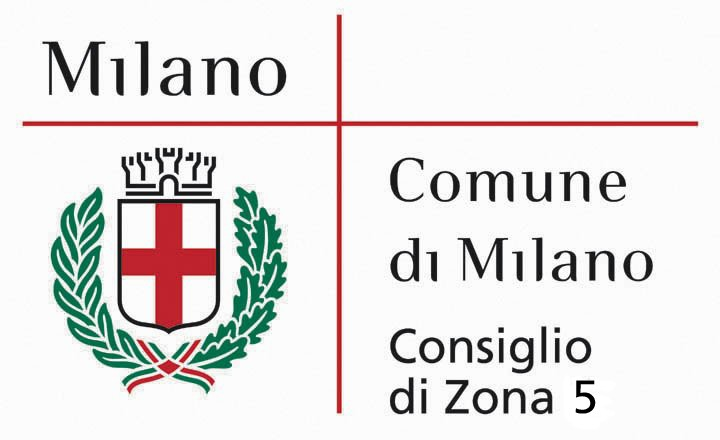 Milano
Comune
di Milano
Consiglio
di Zona 5